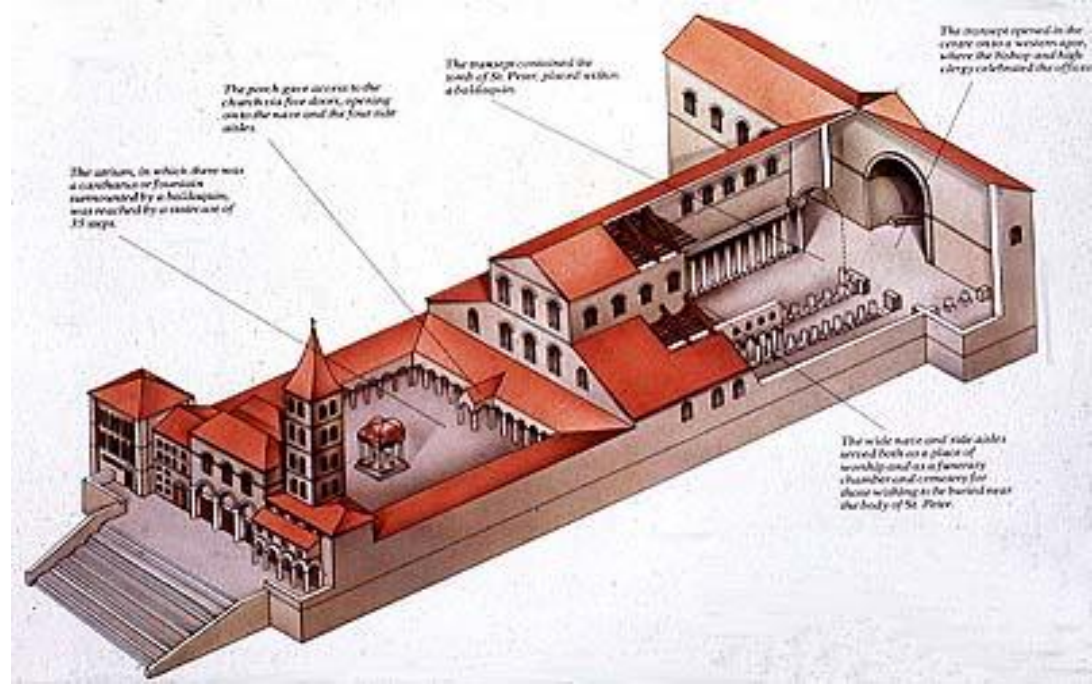 The atrium, in which there was
a cantharus or fountain
surrounded by a baldaquin,
was reached by a staircase of
35 steps.
The porch gave access to the
church via five doors, opening
on to the nave and the four side
aisles.
The transept contained the
tomb of St. Peter, placed within
a baldaquin.
The transept opened in the
centre onto a western apse,
where the bishop and high
clergy celebrated the offices.
The wide nave and side aisles
served both as a place of
worship and as a funerary
chamber and cemetery for
those wishing to be buried near
the body of St. Peter.